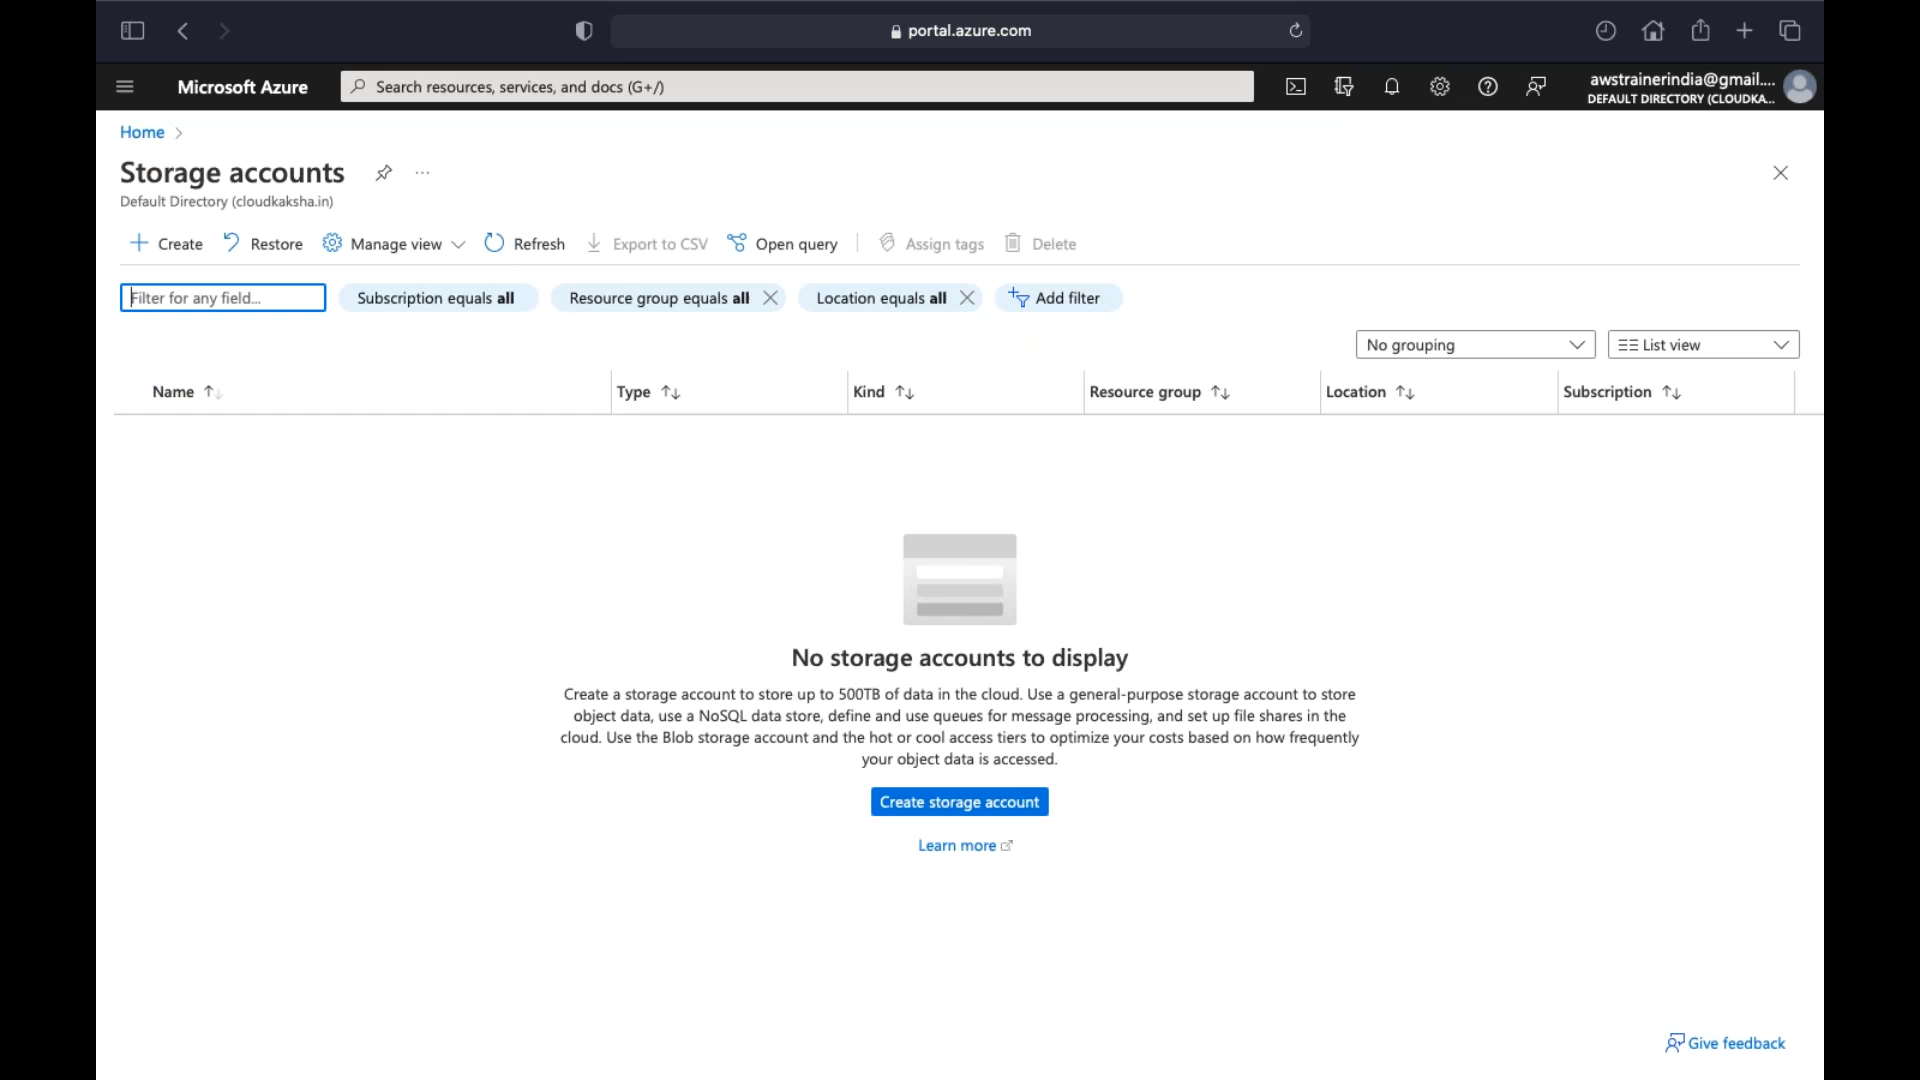 portal.azure.com
Microsoft Azure
Search resources, services, and docs (G+/)
awstrainerindia@gmail....
DEFAULT DIRECTORY (CLOUDKA...
Home
Storage accounts
Default Directory (cloudkaksha.in)
Create Restore Manage view Refresh Export to CSV Open query Assign tags Delete
Filter for any field... Subscription equals all Resource group equals all Location equals all Add filter
No grouping List view
Name Type Kind Resource group Location Subscription
No storage accounts to display
Create a storage account to store up to 500TB of data in the cloud. Use a general-purpose storage account to store
object data, use a NoSQL data store, define and use queues for message processing, and set up file shares in the
cloud. Use the Blob storage account and the hot or cool access tiers to optimize your costs based on how frequently
your object data is accessed.
Create storage account
Learn more
Give feedback